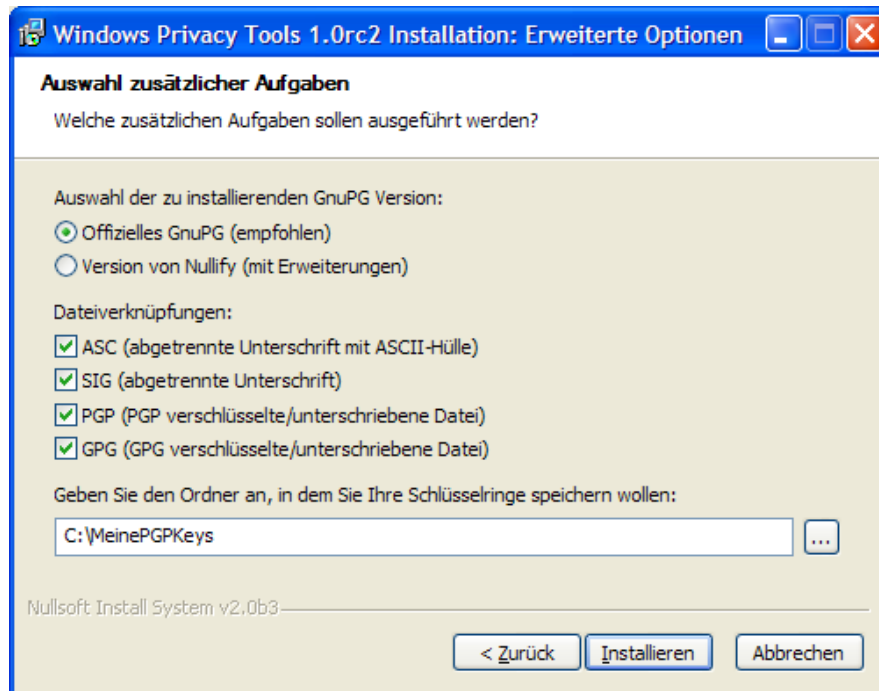 Windows Privacy Tools 1.0rc2 Installation: Erweiterte Optionen
Auswahl zusätzlicher Aufgaben
Welche zusätzlichen Aufgaben sollen ausgeführt werden?
Auswahl der zu installierenden GnuPG Version:
Offizielles GnuPG (empfohlen)
Version von Nullify (mit Erweiterungen)
Dateiverknüpfungen:
ASC (abgetrennte Unterschrift mit ASCII-Hülle)
SIG (abgetrennte Unterschrift)
PGP (PGP verschlüsselte/unterschriebene Datei)
GPG (GPG verschlüsselte/unterschriebene Datei)
Geben Sie den Ordner an, in dem Sie Ihre Schlüsselringe speichern wollen:
C:\MeinePGPKeys
...
Nullsoft Install System v2.0b3
< Zurück Installieren Abbrechen